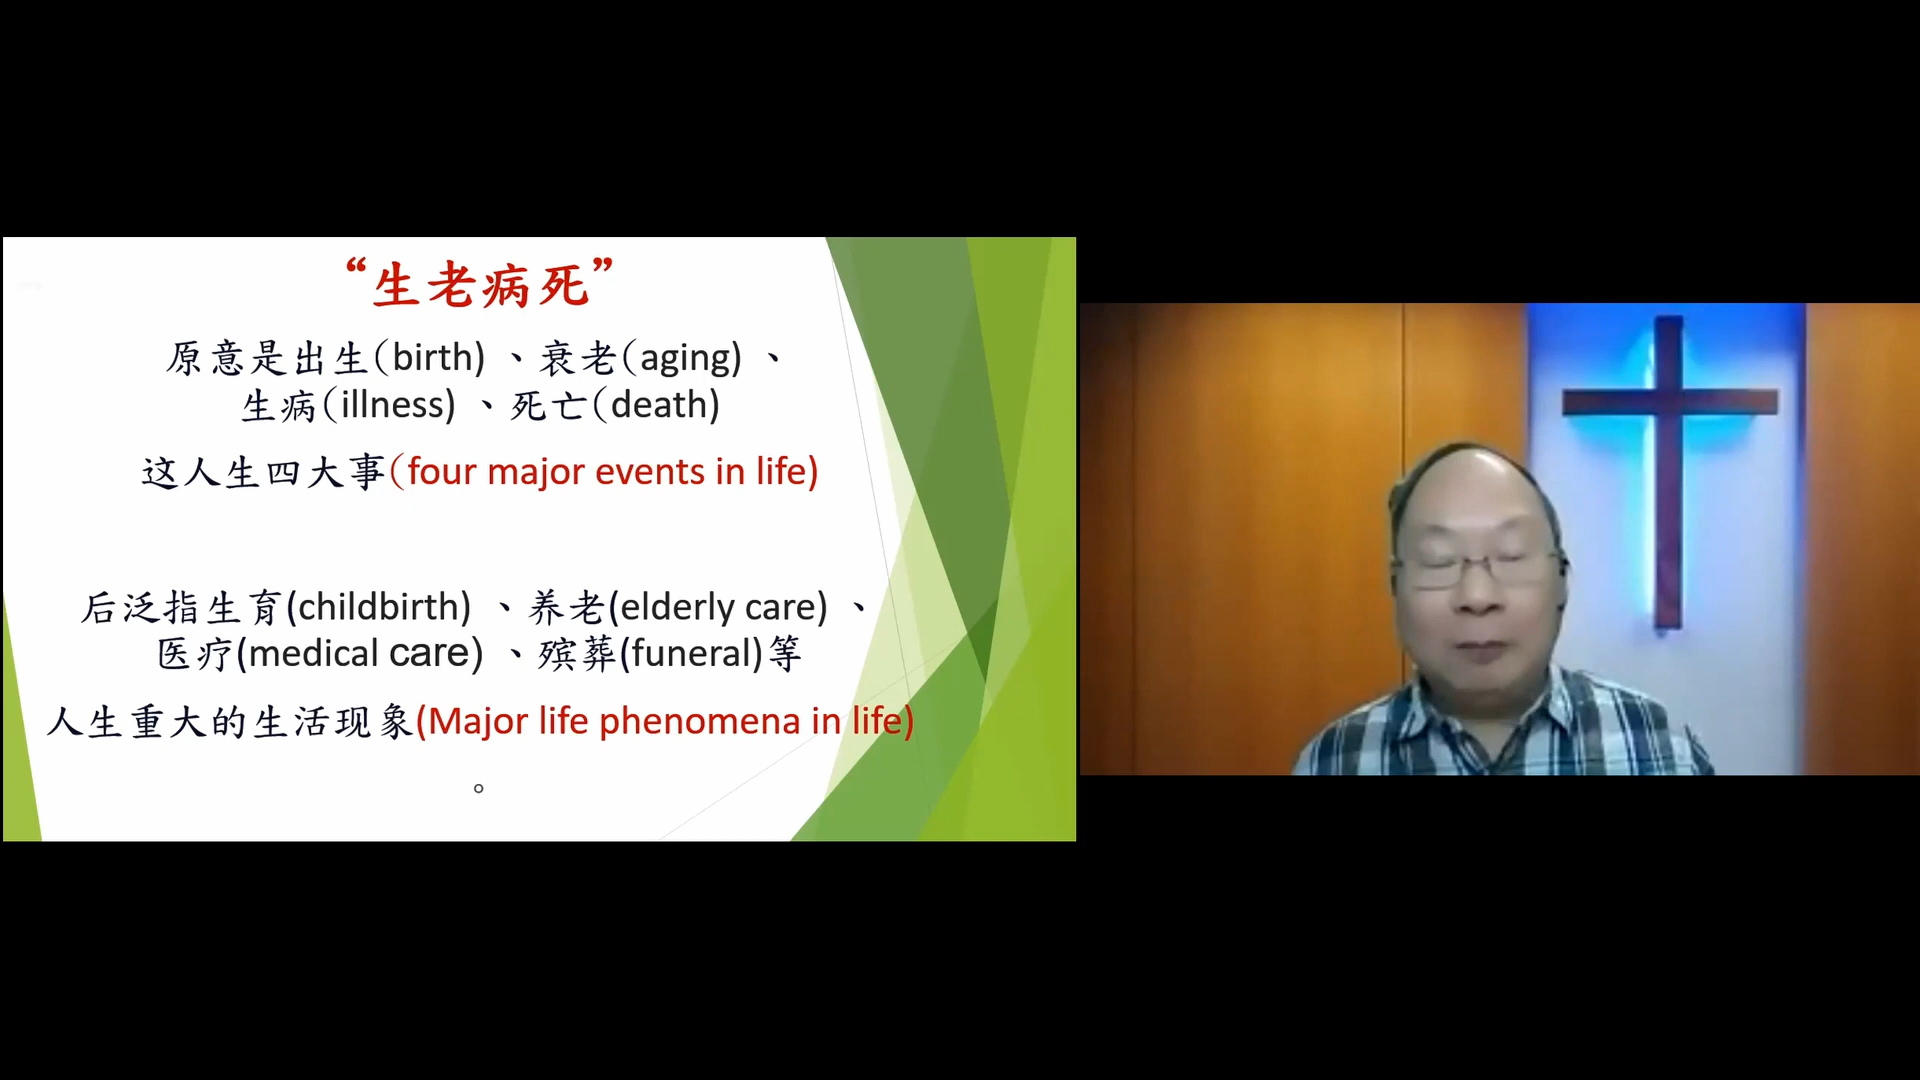 “生老病死”
原意是出生(birth) 、衰老(aging) 、
生病(illness) 、死亡(death)
这人生四大事(four major events in life)
后泛指生育(childbirth) 、养老(elderly care) 、
医疗(medical care) 、殡葬(funeral)等
人生重大的生活现象(Major life phenomena in life)
。